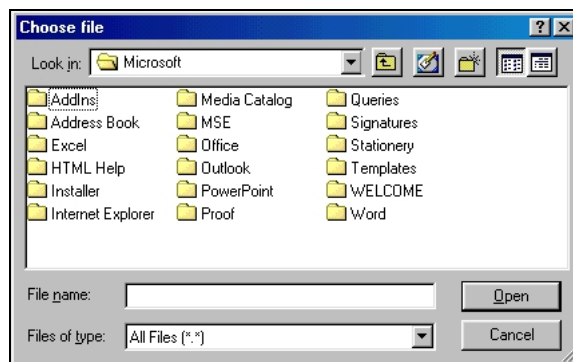 Choose file
Look in: Microsoft
AddIns
Address Book
Excel
HTML Help
Installer
Internet Explorer
Media Catalog
MSE
Office
Outlook
PowerPoint
Proof
Queries
Signatures
Stationery
Templates
WELCOME
Word
File name:
Open
Files of type: All Files (*.*)
Cancel